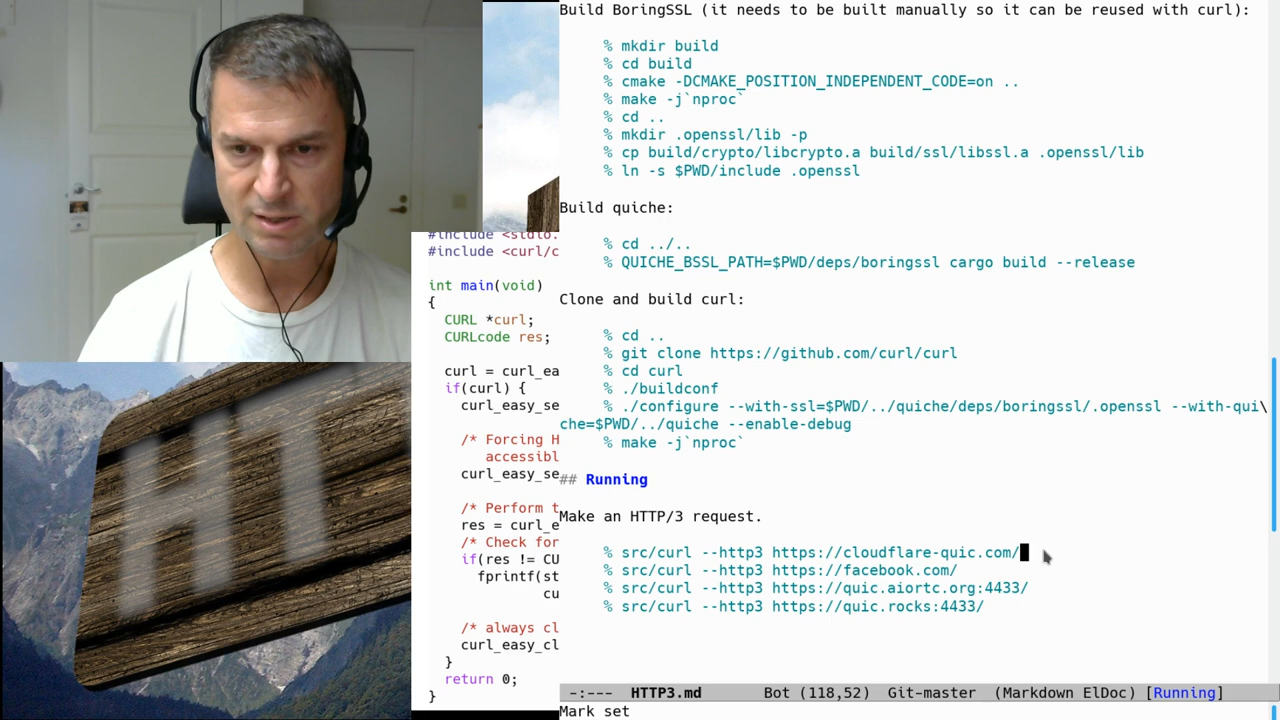 Build BoringSSL (it needs to be built manually so it can be reused with curl):
% mkdir build
% cd build
% cmake -DCMAKE_POSITION_INDEPENDENT_CODE=on ..
% make -j`nproc`
% cd ..
% mkdir .openssl/lib -p
% cp build/crypto/libcrypto.a build/ssl/libssl.a .openssl/lib
% ln -s $PWD/include .openssl
Build quiche:
% cd ../..
% QUICHE_BSSL_PATH=$PWD/deps/boringssl cargo build --release
Clone and build curl:
% cd ..
% git clone https://github.com/curl/curl
% cd curl
% ./buildconf
% ./configure --with-ssl=$PWD/../quiche/deps/boringssl/.openssl --with-qui\
che=$PWD/../quiche --enable-debug
% make -j`nproc`
## Running
Make an HTTP/3 request.
% src/curl --http3 https://cloudflare-quic.com/
% src/curl --http3 https://facebook.com/
% src/curl --http3 https://quic.aiortc.org:4433/
% src/curl --http3 https://quic.rocks:4433/
-:--- HTTP3.md Bot (118,52) Git-master (Markdown ElDoc) [Running]
Mark set
#include <stdio.
#include <curl/c
int main(void)
{
CURL *curl;
CURLcode res;
curl = curl_ea
if(curl) {
curl_easy_se
/* Forcing H
accessibl
curl_easy_se
/* Perform t
res = curl_e
/* Check for
if(res != CU
fprintf(st
cu
/* always cl
curl_easy_cl
}
return 0;
}
HT